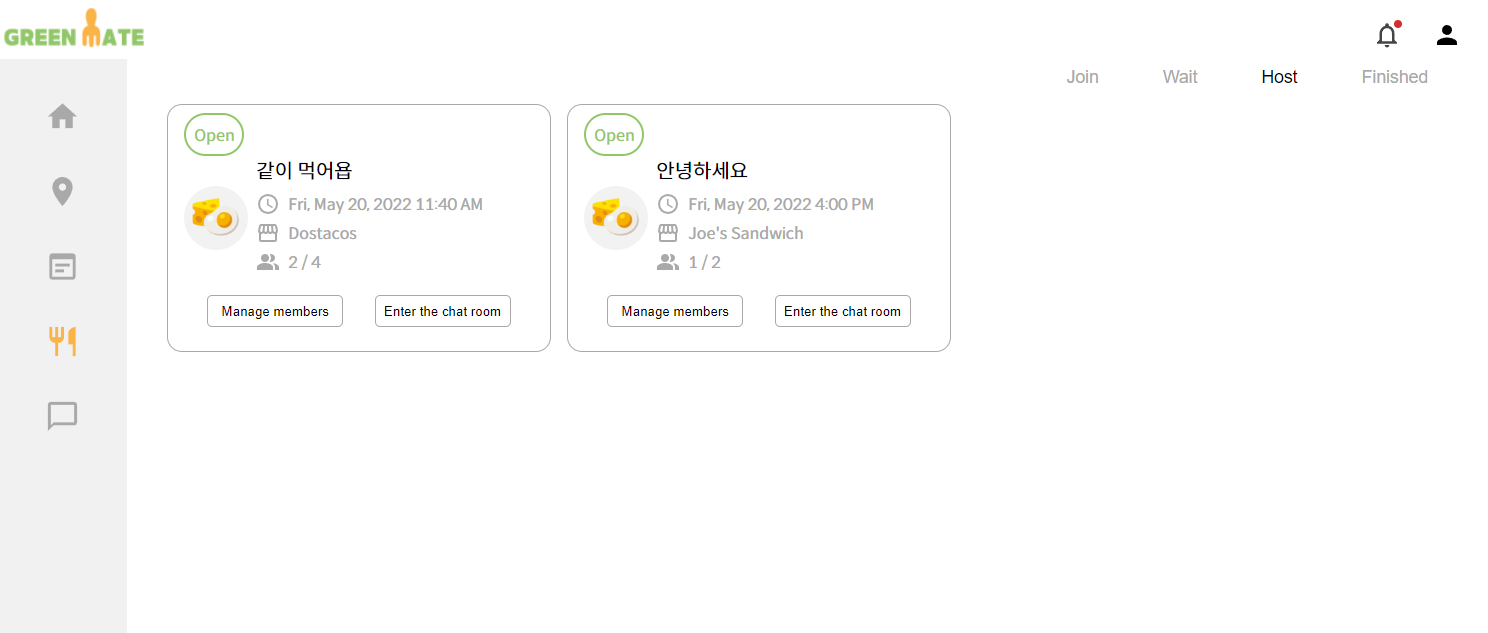 GREEN MATE
Join
Wait
Host
Finished
Open
같이 먹어욥
Fri, May 20, 2022 11:40 AM
Dostacos
2 / 4
Manage members
Enter the chat room
Open
안녕하세요
Fri, May 20, 2022 4:00 PM
Joe's Sandwich
1 / 2
Manage members
Enter the chat room